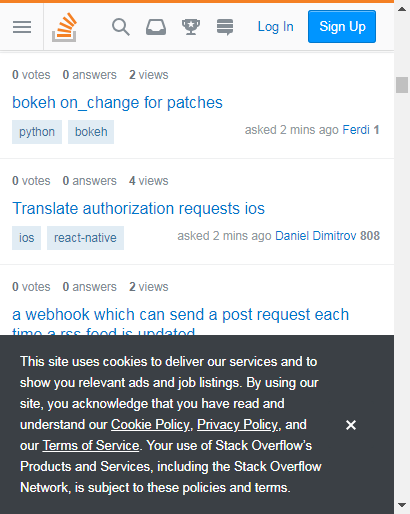 Log In Sign Up
0 votes 0 answers 2 views
bokeh on_change for patches
python bokeh
asked 2 mins ago Ferdi 1
0 votes 0 answers 4 views
Translate authorization requests ios
ios react-native
asked 2 mins ago Daniel Dimitrov 808
0 votes 0 answers 2 views
a webhook which can send a post request each
time a rss feed is updated
This site uses cookies to deliver our services and to
show you relevant ads and job listings. By using our
site, you acknowledge that you have read and
understand our Cookie Policy, Privacy Policy, and
our Terms of Service. Your use of Stack Overflow's
Products and Services, including the Stack Overflow
Network, is subject to these policies and terms.